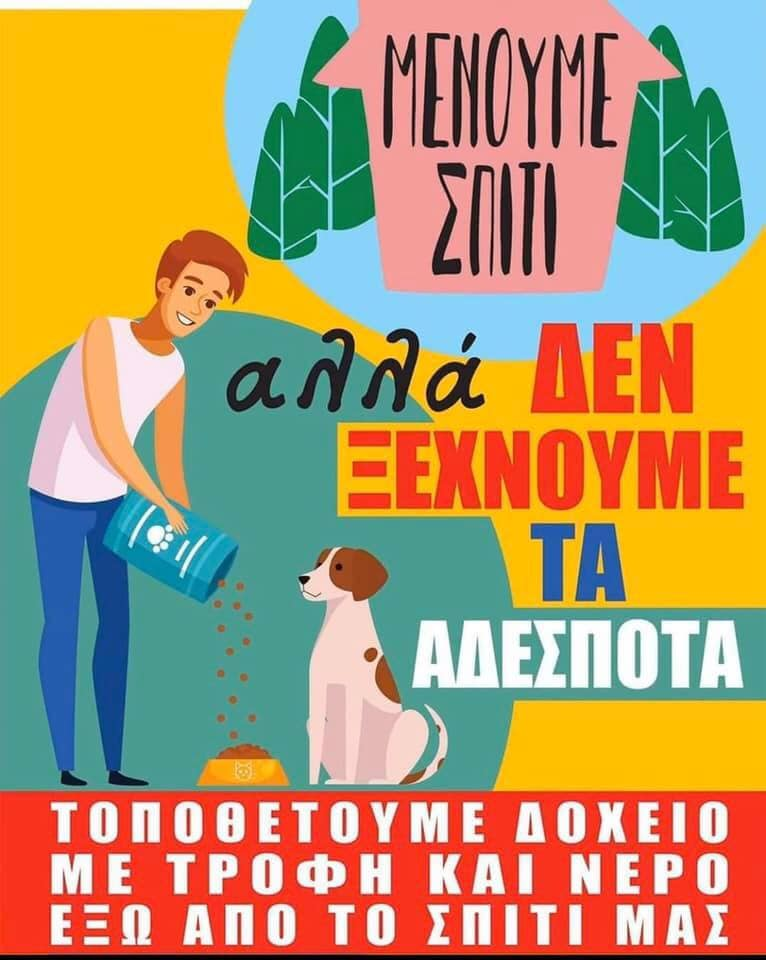 ΜΕΝΟΥΜΕ
ΣΠΙΤΙ
αλλά ΔΕΝ
ΞΕΧΝΟΥΜΕ
ΤΑ
ΑΔΕΣΠΟΤΑ
ΤΟΠΟΘΕΤΟΥΜΕ ΔΟΧΕΙΟ
ΜΕ ΤΡΟΦΗ ΚΑΙ ΝΕΡΟ
ΕΞΩ ΑΠΟ ΤΟ ΣΠΙΤΙ ΜΑΣ